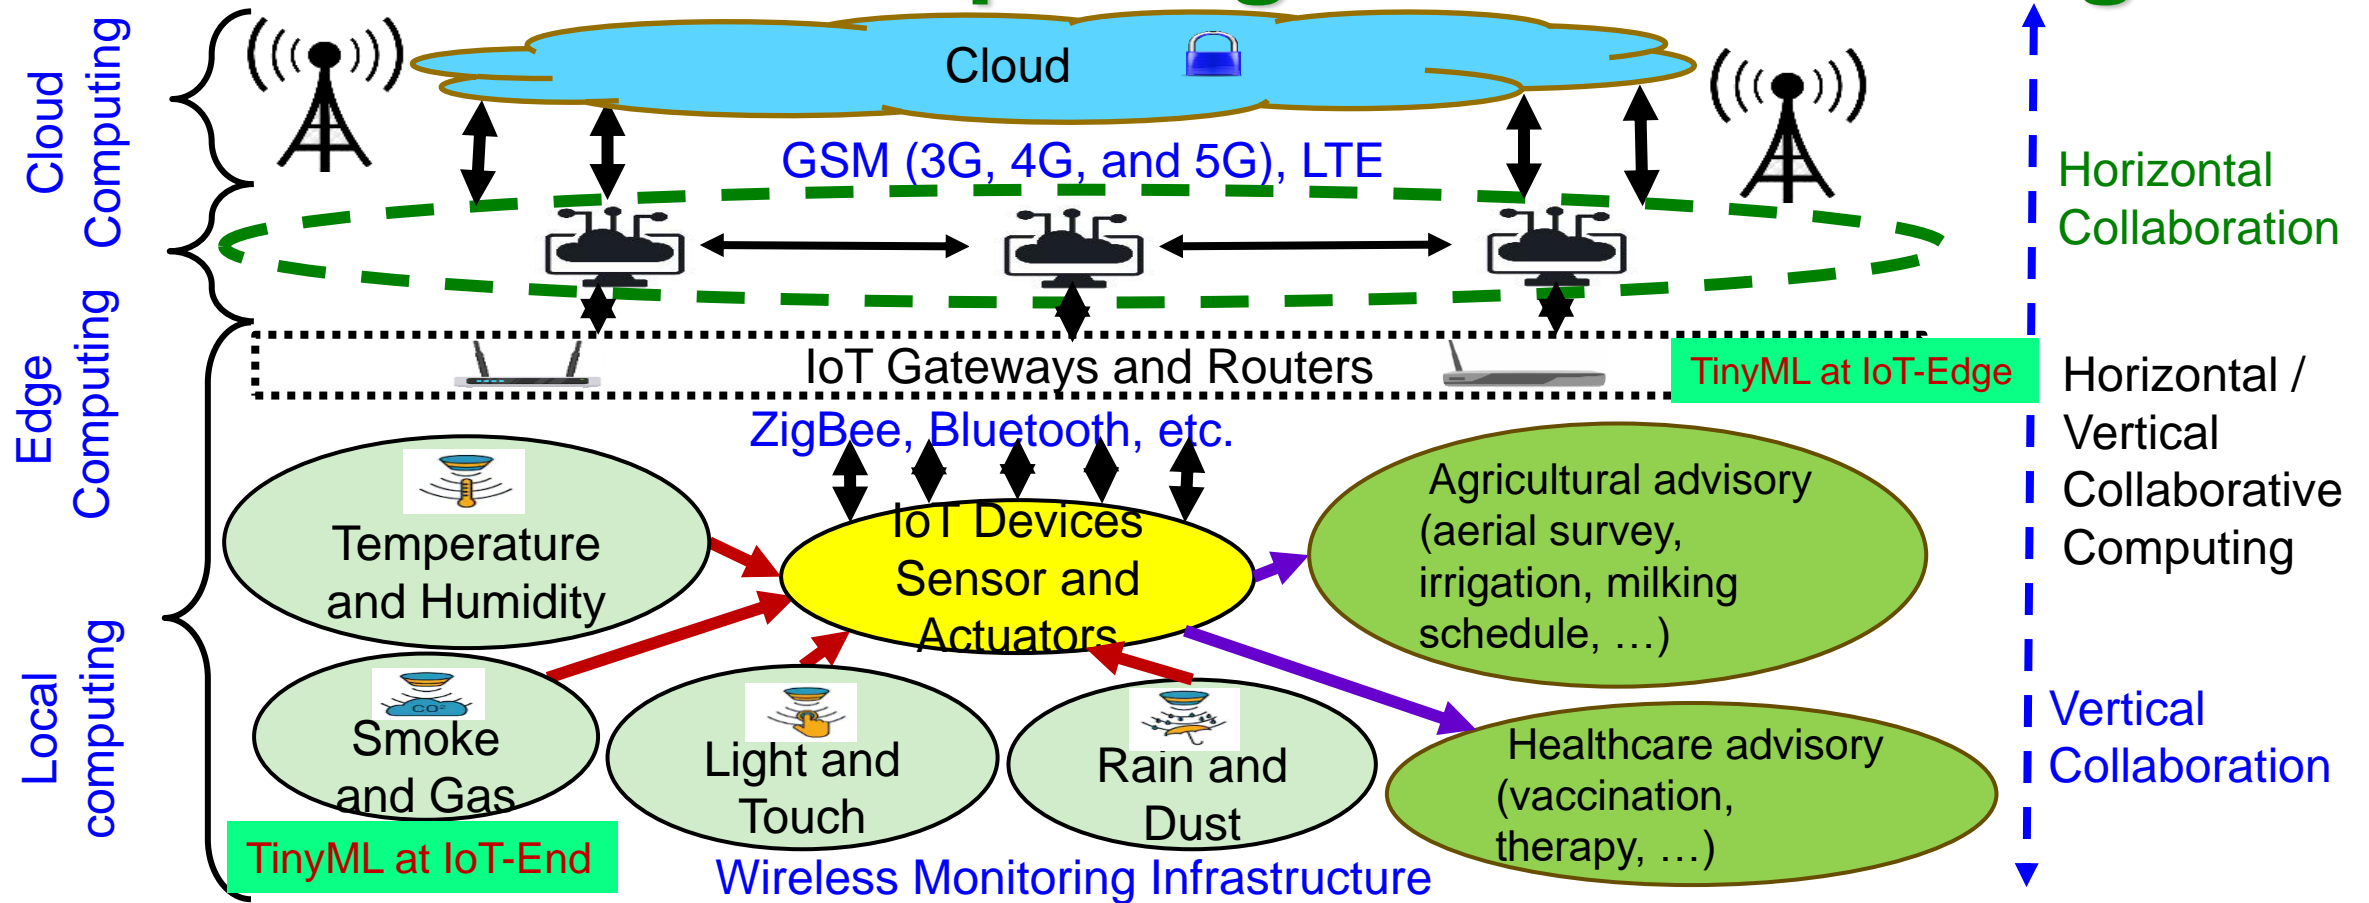 Cloud
Cloud
Computing
GSM (3G, 4G, and 5G), LTE
Horizontal
Collaboration
Edge
Computing
IoT Gateways and Routers
TinyML at IoT-Edge
Horizontal /
Vertical
Collaborative
Computing
ZigBee, Bluetooth, etc.
Temperature
and Humidity
IoT Devices
Sensor and
Actuators
Agricultural advisory
(aerial survey,
irrigation, milking
schedule, …)
Local
computing
CO²
Smoke
and Gas
Light and
Touch
Rain and
Dust
Healthcare advisory
(vaccination,
therapy, …)
Vertical
Collaboration
TinyML at IoT-End
Wireless Monitoring Infrastructure